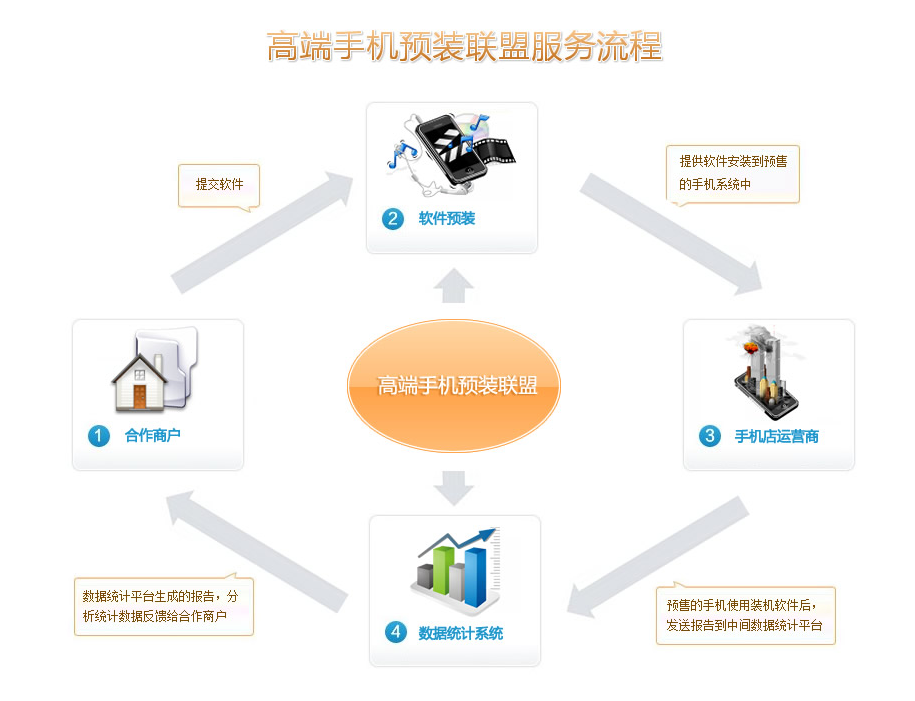 高端手机预装联盟服务流程
提交软件
提供软件安装到预售
的手机系统中
2 软件预装
高端手机预装联盟
1 合作商户
3 手机店运营商
数据统计平台生成的报告，分
析统计数据反馈给合作商户
4 数据统计系统
预售的手机使用装机软件后，
发送报告到中间数据统计平台